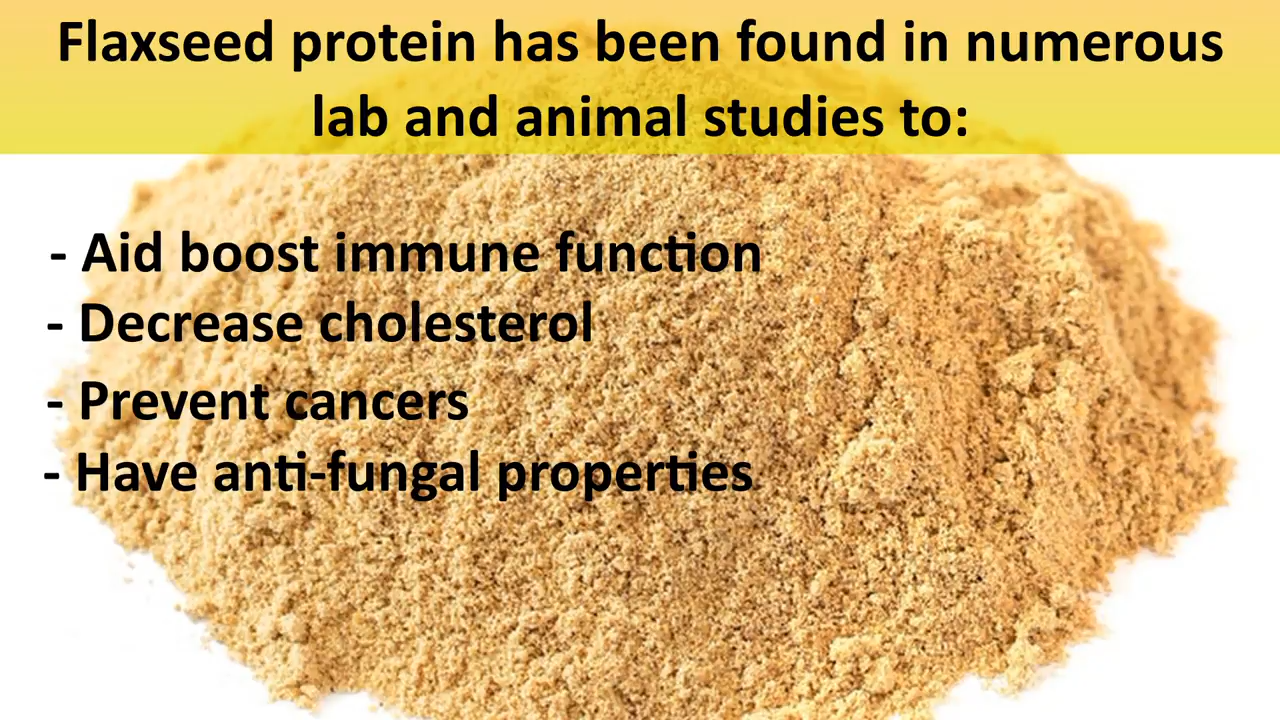 Flaxseed protein has been found in numerous
lab and animal studies to:
- Aid boost immune function
- Decrease cholesterol
- Prevent cancers
- Have anti-fungal properties